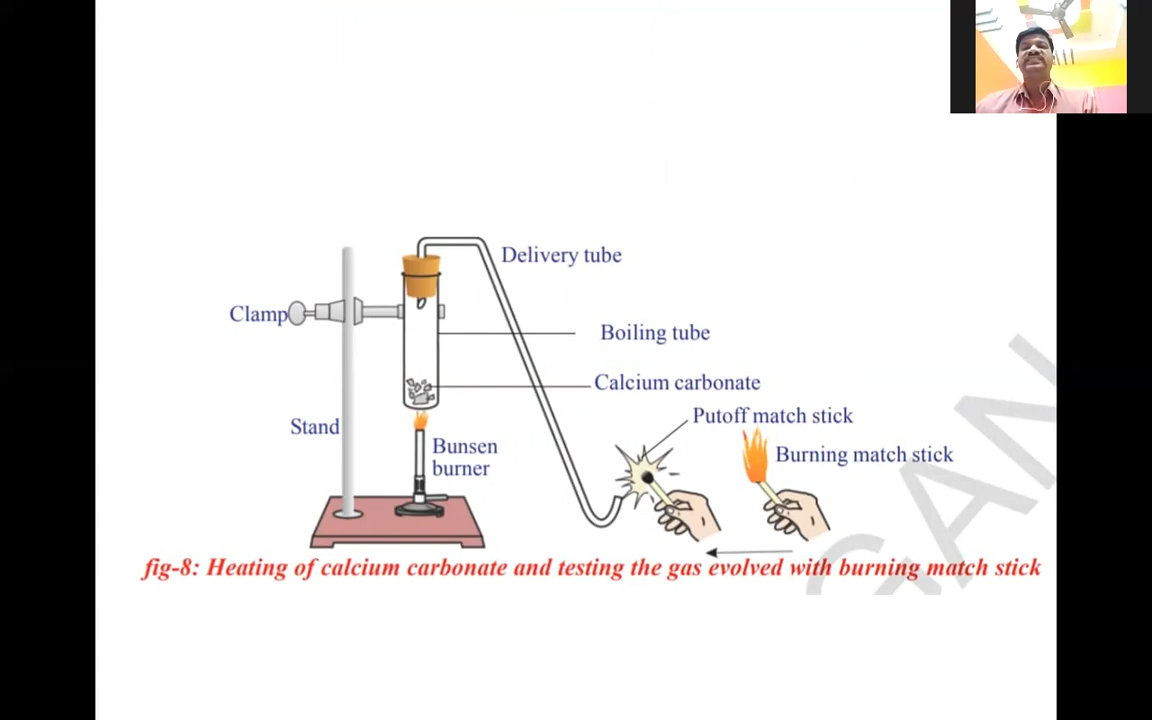 Delivery tube
Clamp
Boiling tube
Calcium carbonate
Putoff match stick
Stand
Bunsen
burner
Burning match stick
fig-8: Heating of calcium carbonate and testing the gas evolved with burning match stick
GAN